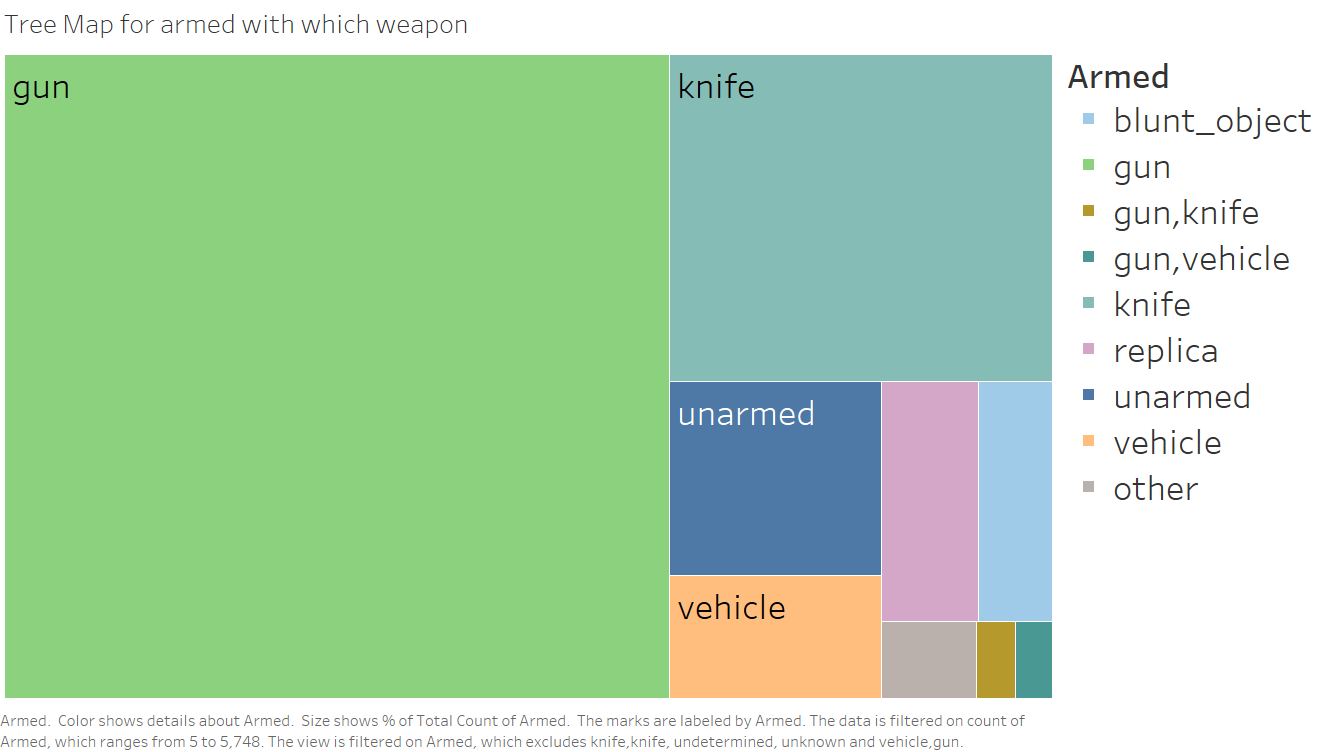 Tree Map for armed with which weapon
gun
knife
unarmed
vehicle
Armed
blunt_object
gun
gun,knife
gun,vehicle
knife
replica
unarmed
vehicle
other
Armed.  Color shows details about Armed.  Size shows % of Total Count of Armed.  The marks are labeled by Armed. The data is filtered on count of
Armed, which ranges from 5 to 5,748. The view is filtered on Armed, which excludes knife,knife, undetermined, unknown and vehicle,gun.